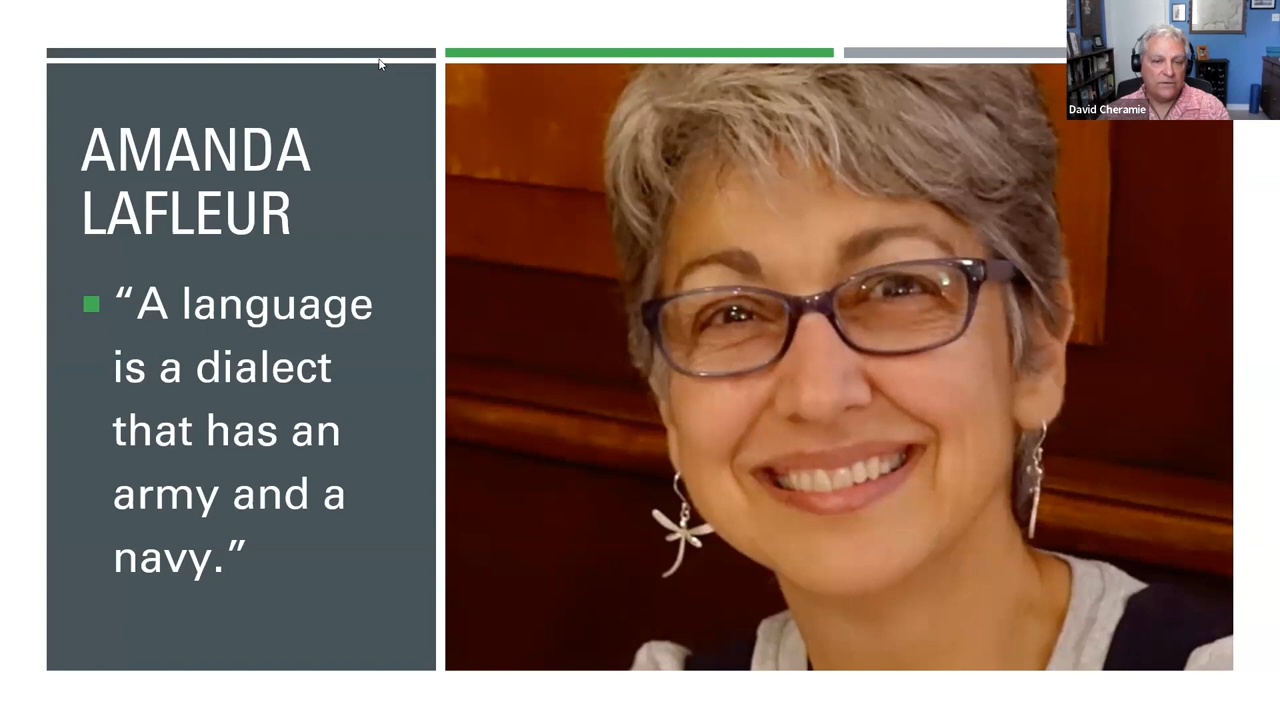 AMANDA
LAFLEUR
“A language
is a dialect
that has an
army and a
navy.”
David Cheramie